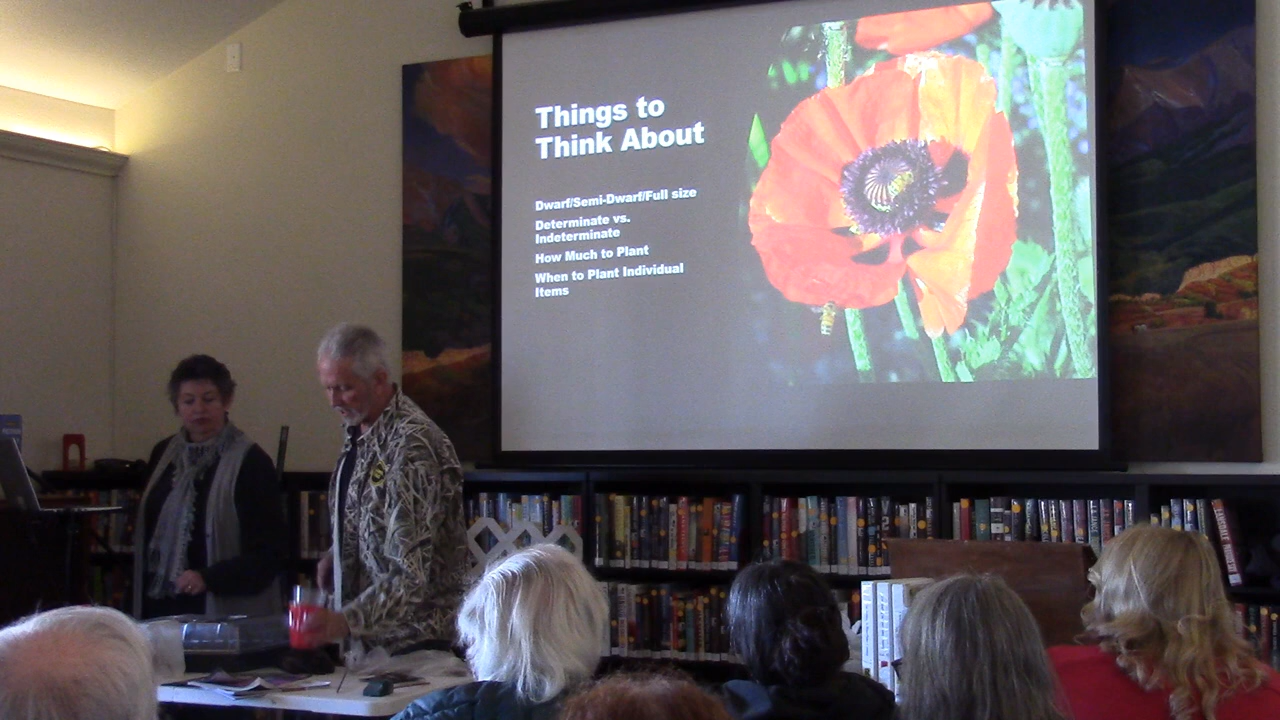 Things to
Think About
Dwarf/Semi-Dwarf/Full size
Determinate vs.
Indeterminate
How Much to Plant
When to Plant Individual
Items